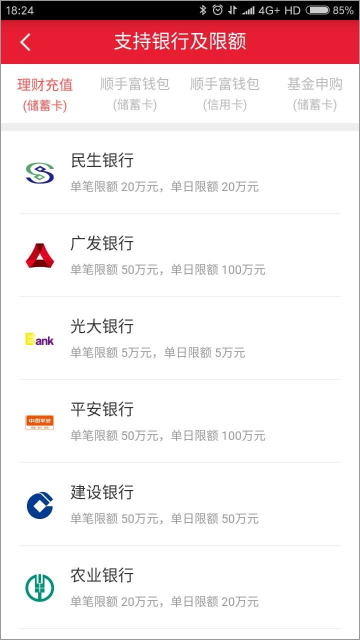 18:24 4G+ HD 85%
支持银行及限额
理财充值 顺手富钱包 顺手富钱包 基金申购
(储蓄卡) (储蓄卡) (信用卡) (储蓄卡)
民生银行
单笔限额 20万元，单日限额 20万元
广发银行
单笔限额 50万元，单日限额 100万元
光大银行
Bank
单笔限额 5万元，单日限额 5万元
平安银行
单笔限额 50万元，单日限额 100万元
建设银行
单笔限额 50万元，单日限额 50万元
农业银行
单笔限额 20万元，单日限额 20万元